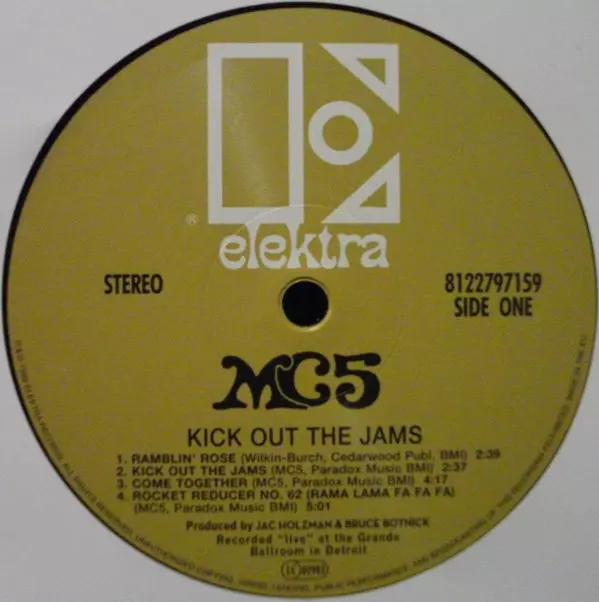 ®
elektra
STEREO
8122797159
SIDE ONE
MC5
KICK OUT THE JAMS
1. RAMBLIN' ROSE (Wilkin-Burch, Cedarwood Publ. BMI) 2:39
2. KICK OUT THE JAMS (MC5, Paradox Music BMI) 2:37
3. COME TOGETHER (MC5, Paradox Music BMI) 4:17
4. ROCKET REDUCER NO. 62 (RAMA LAMA FA FA FA)
(MC5, Paradox Music BMI) 5:01
Produced by JAC HOLZMAN & BRUCE BOTNICK
Recorded "live" at the Grande
Ballroom in Detroit